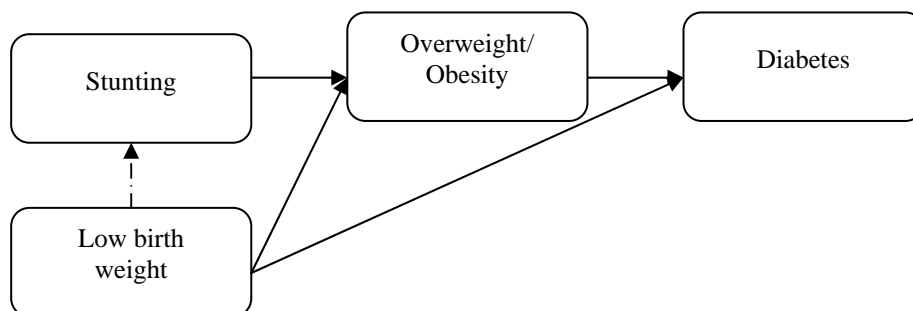 Stunting
Overweight/
Obesity
Diabetes
Low birth
weight